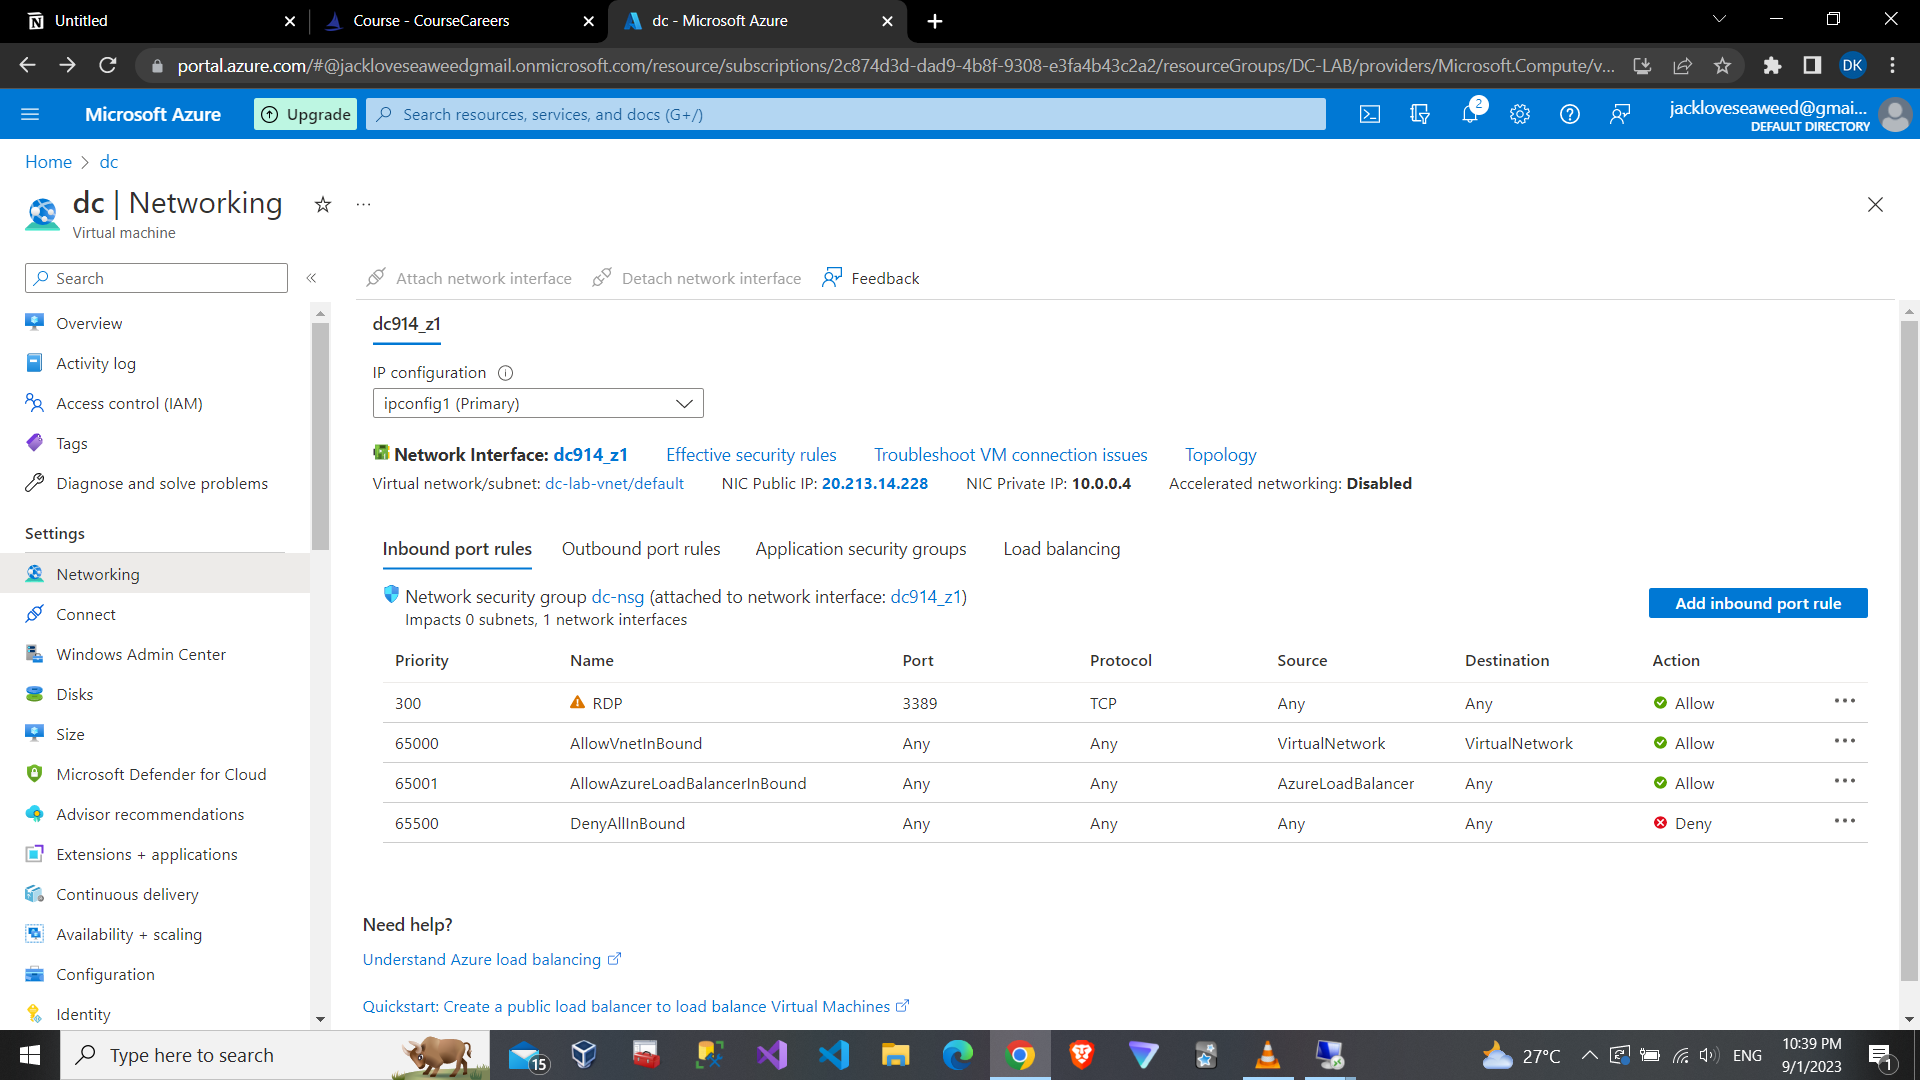 Untitled
Course - CourseCareers
dc - Microsoft Azure
portal.azure.com/#@jackloveseaweedgmail.onmicrosoft.com/resource/subscriptions/2c874d3d-dad9-4b8f-9308-e3fa4b43c2a2/resourceGroups/DC-LAB/providers/Microsoft.Compute/v...
DK
Microsoft Azure
Upgrade
Search resources, services, and docs (G+/)
2
jackloveseaweed@gmai...
DEFAULT DIRECTORY
Home > dc
dc | Networking
Virtual machine
Search
Attach network interface
Detach network interface
Feedback
Overview
Activity log
Access control (IAM)
Tags
Diagnose and solve problems
Settings
Networking
Connect
Windows Admin Center
Disks
Size
Microsoft Defender for Cloud
Advisor recommendations
Extensions + applications
Continuous delivery
Availability + scaling
Configuration
Identity
dc914_z1
IP configuration
ipconfig1 (Primary)
Network Interface: dc914_z1 Effective security rules Troubleshoot VM connection issues Topology
Virtual network/subnet: dc-lab-vnet/default NIC Public IP: 20.213.14.228 NIC Private IP: 10.0.0.4 Accelerated networking: Disabled
Inbound port rules Outbound port rules Application security groups Load balancing
Network security group dc-nsg (attached to network interface: dc914_z1)
Impacts 0 subnets, 1 network interfaces
Add inbound port rule
Priority Name Port Protocol Source Destination Action
300 RDP 3389 TCP Any Any Allow
65000 AllowVnetInBound Any Any VirtualNetwork VirtualNetwork Allow
65001 AllowAzureLoadBalancerInBound Any Any AzureLoadBalancer Any Allow
65500 DenyAllInBound Any Any Any Any Deny
Need help?
Understand Azure load balancing
Quickstart: Create a public load balancer to load balance Virtual Machines
Type here to search
15
27°C
ENG
10:39 PM
9/1/2023
1